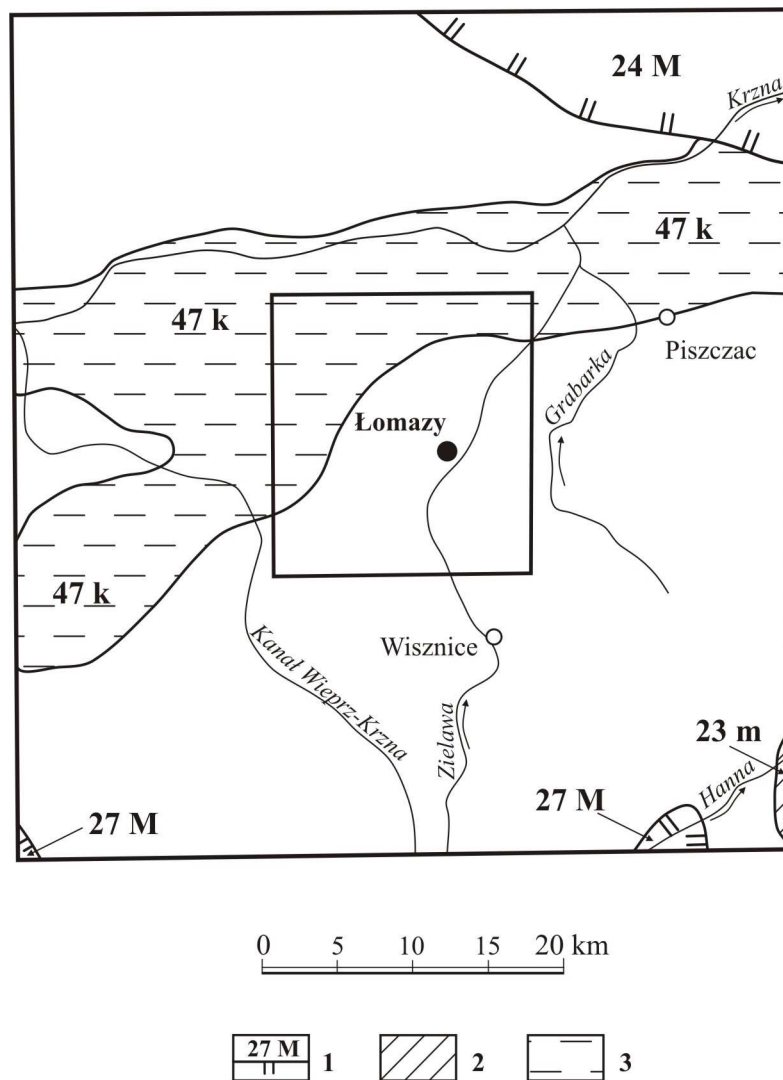 24 M
Krzna
47 k
47 k
Piszczac
Grabarka
Łomazy
47 k
Wisznice
Kanał Wieprz-Krzna
Zielawa
23 m
Hanna
27 M
27 M
0 5 10 15 20 km
27 M 1 2 3